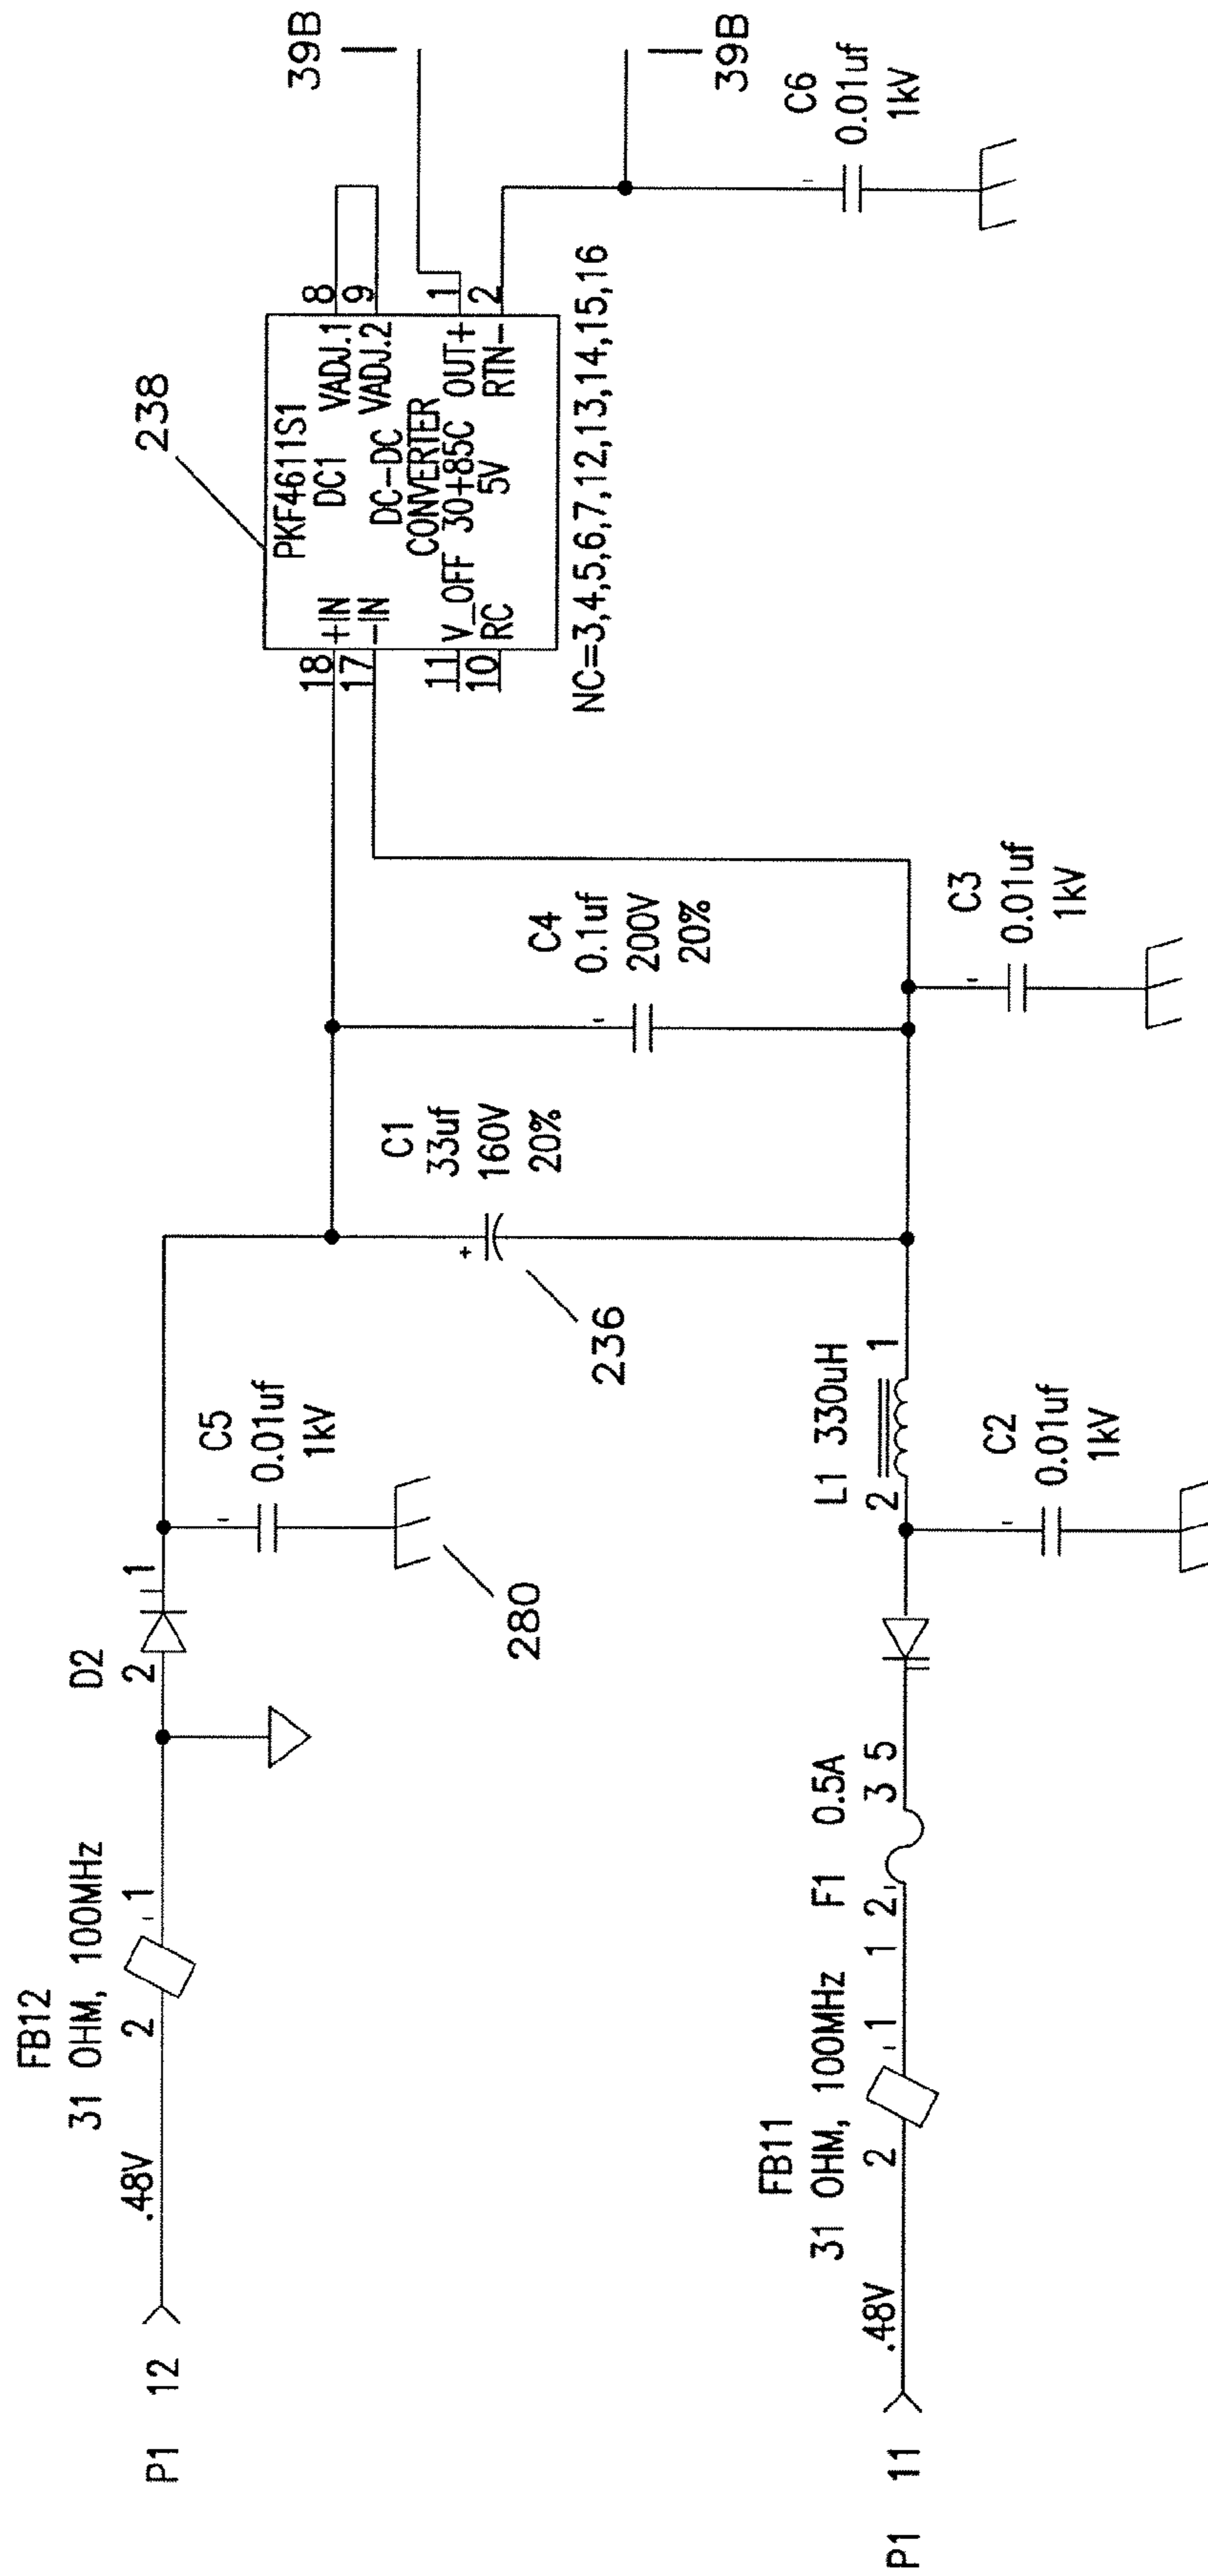 FB12
31 OHM, 100MHz
P1 12
.48V
2
1
D2
2
1
C5
0.01uf
1kV
280
C1
33uf
160V
20%
+
236
C4
0.1uf
200V
20%
238
PKF4611S1
DC1
DC-DC
CONVERTER
30+85C
5V
18 +IN
17 -IN
11 V_OFF
10 RC
VADJ.1 8
VADJ.2 9
OUT+ 1
RTN- 2
NC=3,4,5,6,7,12,13,14,15,16
39B
39B
C6
0.01uf
1kV
FB11
31 OHM, 100MHz
P1 11
.48V
2
1
F1 0.5A
1 2
3 5
L1 330uH
2
1
C2
0.01uf
1kV
C3
0.01uf
1kV